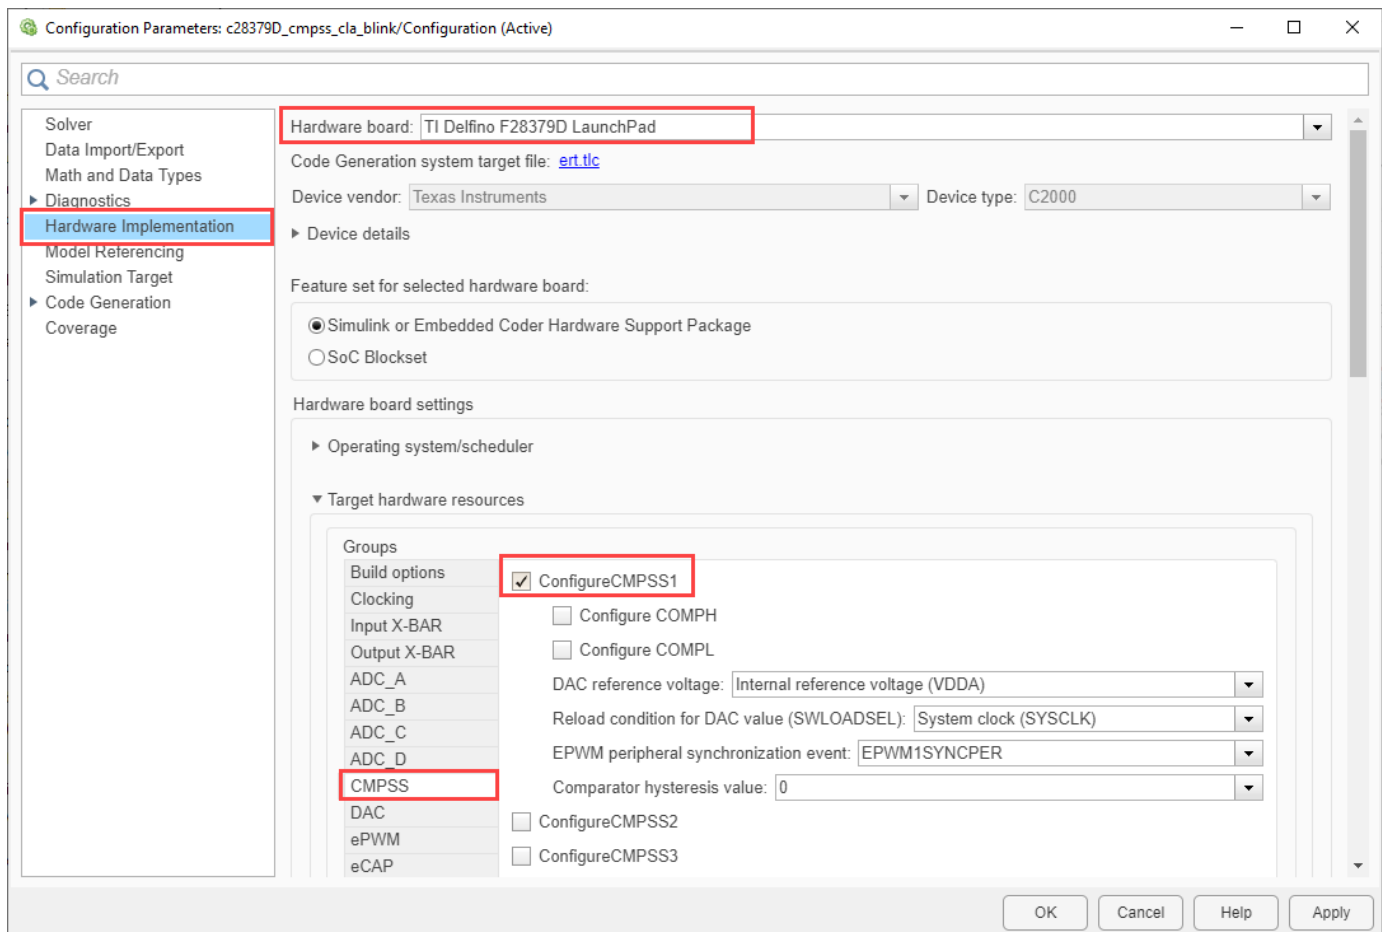 Configuration Parameters: c28379D_cmpss_cla_blink/Configuration (Active)
Search
Solver
Data Import/Export
Math and Data Types
Diagnostics
Hardware Implementation
Model Referencing
Simulation Target
Code Generation
Coverage
Hardware board: TI Delfino F28379D LaunchPad
Code Generation system target file: ert.tlc
Device vendor: Texas Instruments Device type: C2000
Device details
Feature set for selected hardware board:
Simulink or Embedded Coder Hardware Support Package
SoC Blockset
Hardware board settings
Operating system/scheduler
Target hardware resources
Groups
Build options
Clocking
Input X-BAR
Output X-BAR
ADC_A
ADC_B
ADC_C
ADC_D
CMPSS
DAC
ePWM
eCAP
ConfigureCMPSS1
Configure COMPH
Configure COMPL
DAC reference voltage: Internal reference voltage (VDDA)
Reload condition for DAC value (SWLOADSEL): System clock (SYSCLK)
EPWM peripheral synchronization event: EPWM1SYNCPER
Comparator hysteresis value: 0
ConfigureCMPSS2
ConfigureCMPSS3
OK Cancel Help Apply